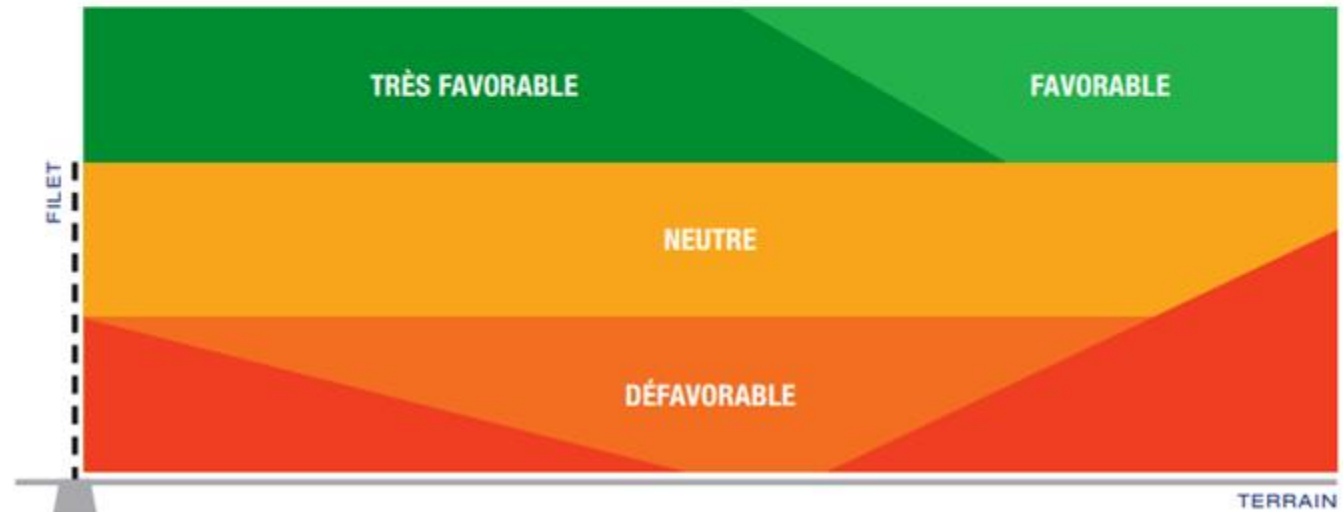 TRÈS FAVORABLE
FAVORABLE
FILET
NEUTRE
DÉFAVORABLE
TERRAIN